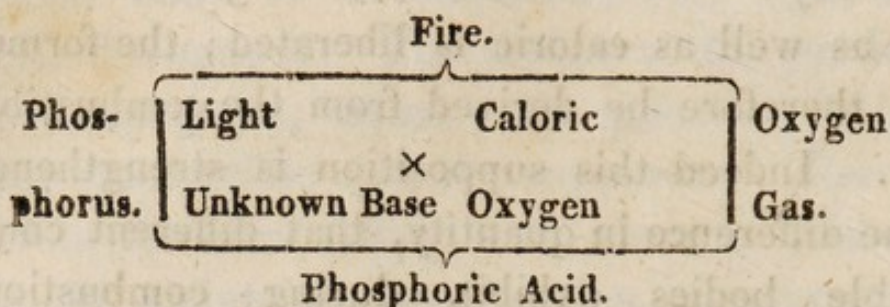 Fire.
Phos- Light Caloric Oxygen
×
phorus. Unknown Base Oxygen Gas.
Phosphoric Acid.